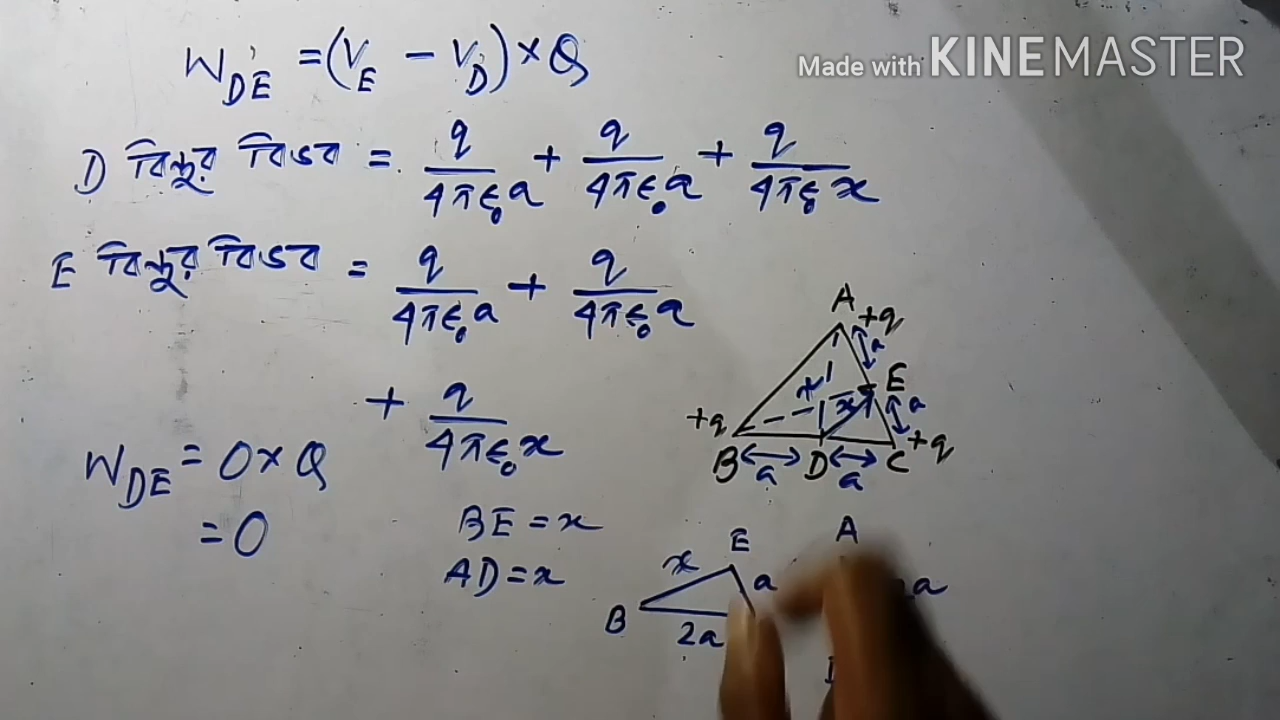 W_DE = (V_E - V_D) × Q
Made with KINEMASTER
D বিন্দুর বিভব = q/4πε₀a + q/4πε₀a + q/4πε₀x
E বিন্দুর বিভব = q/4πε₀a + q/4πε₀a
+ q/4πε₀x
W_DE = 0 × Q
= 0
BE = x
AD = x
A +q
a
E
x x a
+q +q
B a D a C
E A
x a a
B 2a